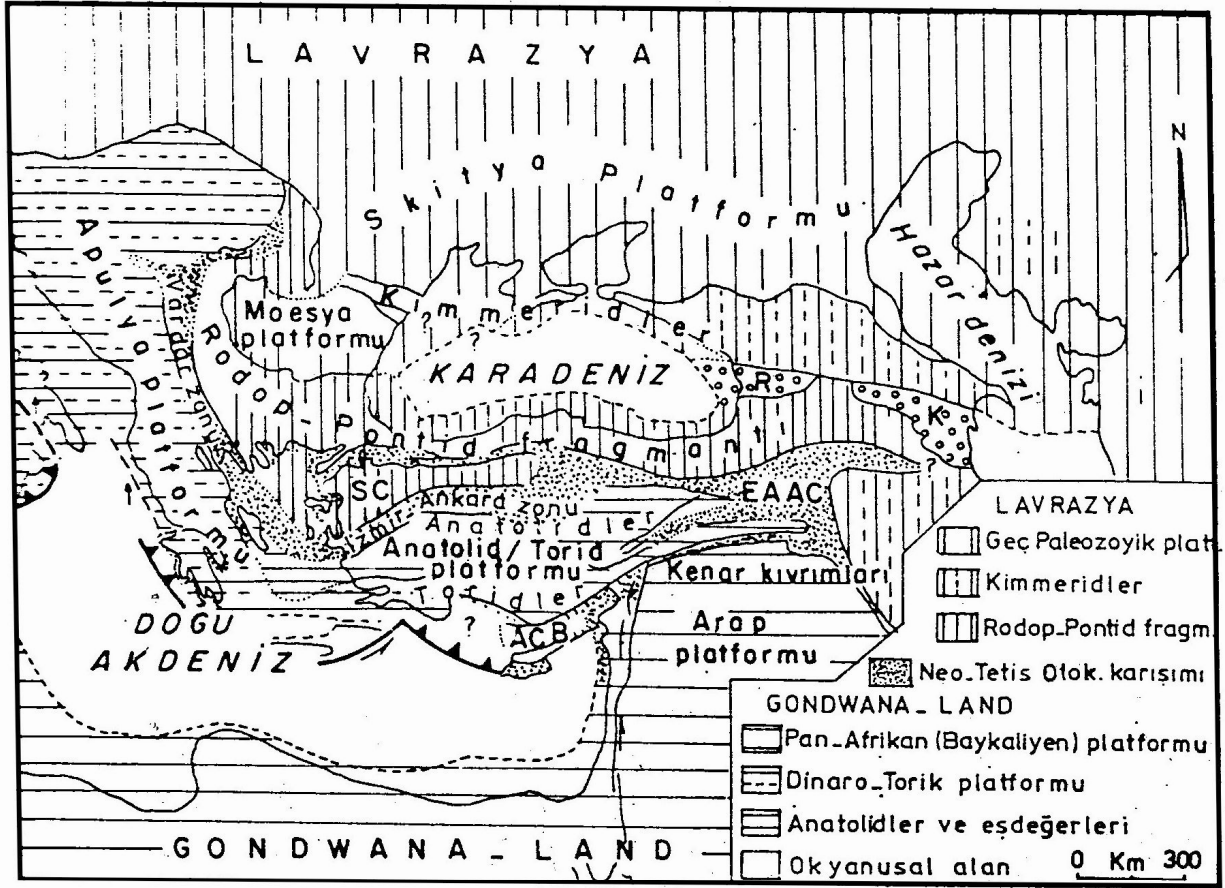 LAVRAZYA
N
Skitya Platformu
Hazar denizi
Apulya platformu
Vardar zonu
Moesya
platformu
Kimmeridler
?
?
?
KARADENİZ
R
K
Rodop-Pontid fragmanti
?
SC
EAAC
İzmir Ankara zonu
Anatolidler
Anatolid/Torid
platformu
Toridler
Kenar kıvrımları
?
ACB
Arap
platformu
DOĞU
AKDENİZ
LAVRAZYA
Geç Paleozoyik platf.
Kimmeridler
Rodop-Pontid fragm.
Neo-Tetis Otok. karışımı
GONDWANA-LAND
Pan-Afrikan (Baykaliyen) platformu
Dinaro-Torik platformu
Anatolidler ve eşdeğerleri
Okyanusal alan
0 Km 300
GONDWANA-LAND